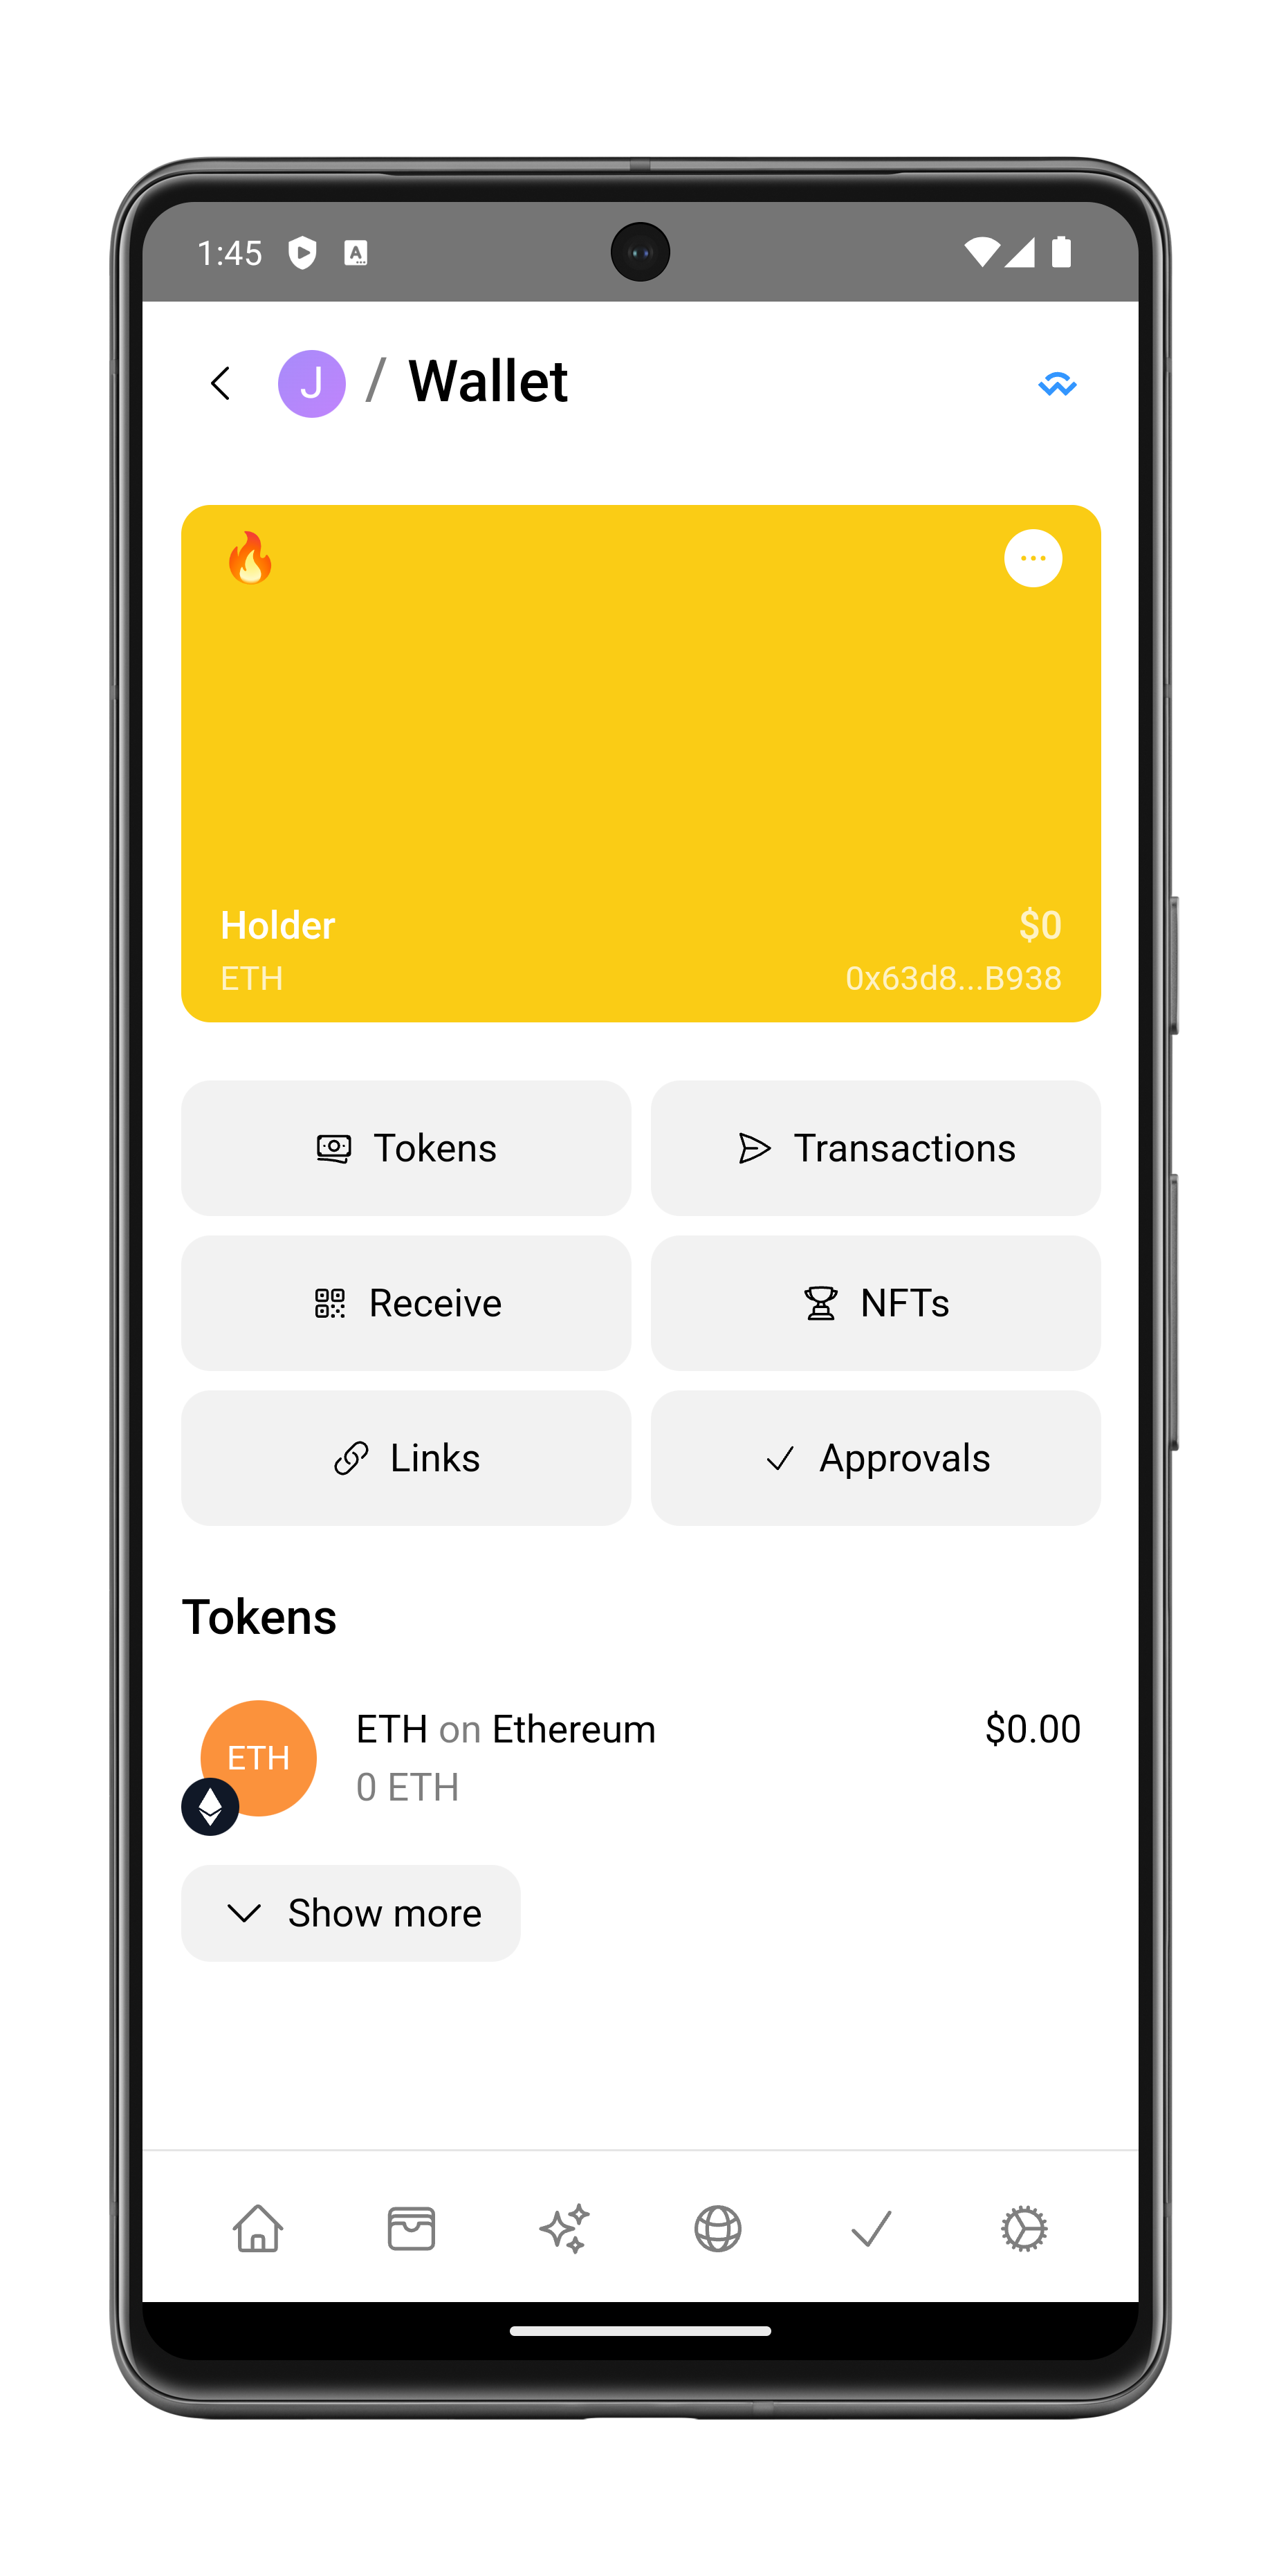 1:45
J / Wallet
Holder
$0
ETH
0x63d8...B938
Tokens
Transactions
Receive
NFTs
Links
Approvals
Tokens
ETH
ETH on Ethereum
$0.00
0 ETH
Show more